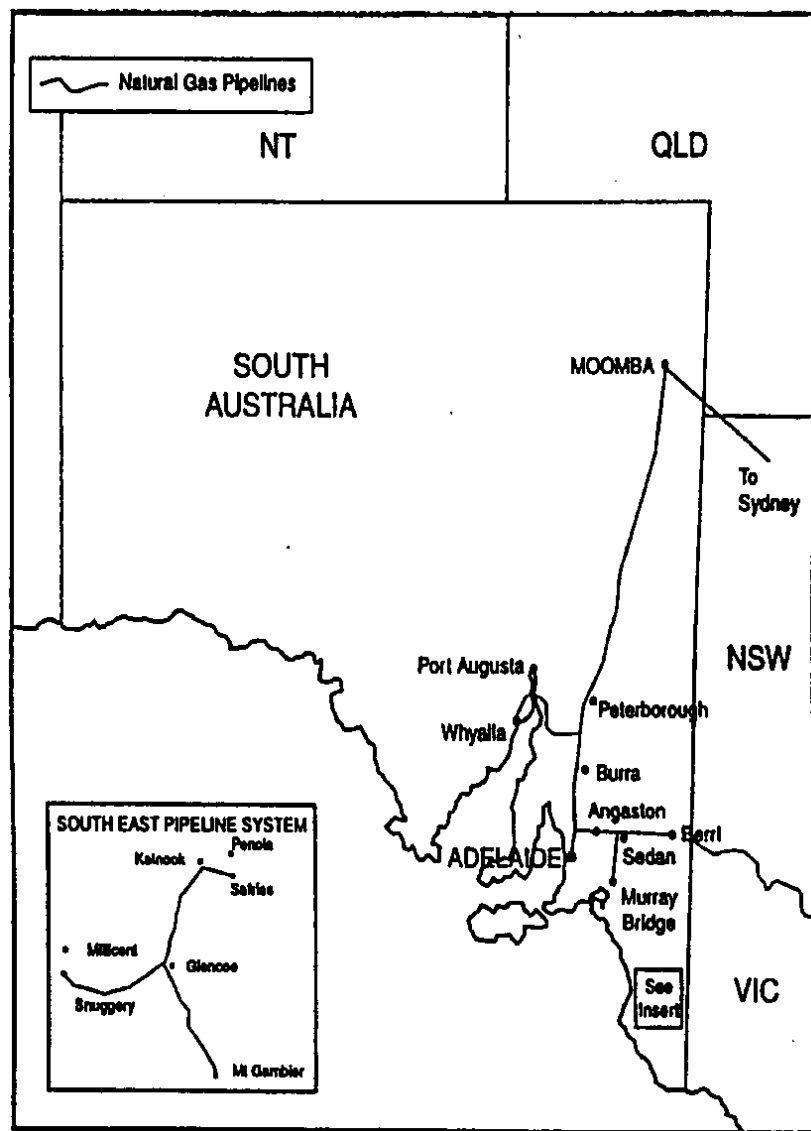 Natural Gas Pipelines
NT
QLD
SOUTH
AUSTRALIA
MOOMBA
To
Sydney
NSW
Port Augusta
Whyalla
Peterborough
Burra
Angaston
Berri
ADELAIDE
Sedan
Murray
Bridge
See
Insert
VIC
SOUTH EAST PIPELINE SYSTEM
Penola
Katnook
Safries
Millicent
Glencoe
Snuggery
Mt Gambier